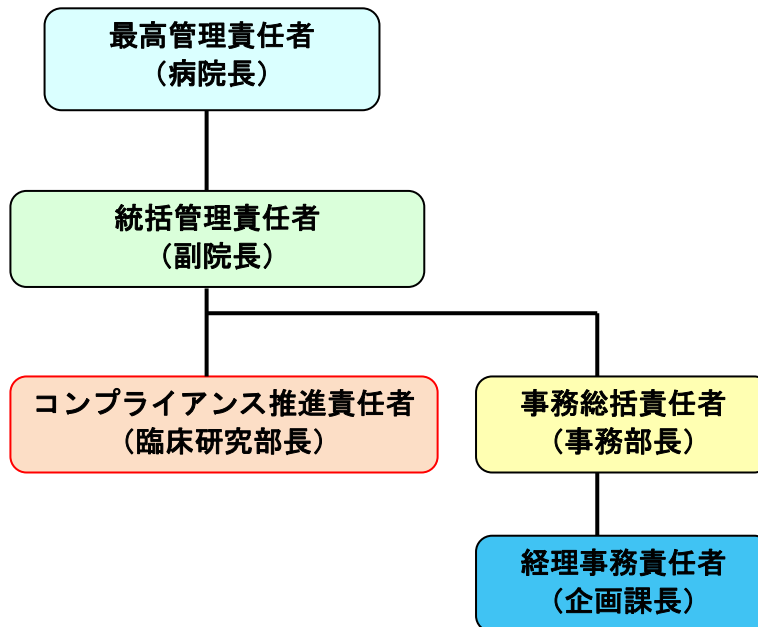 最高管理責任者
（病院長）
統括管理責任者
（副院長）
コンプライアンス推進責任者
（臨床研究部長）
事務総括責任者
（事務部長）
経理事務責任者
（企画課長）